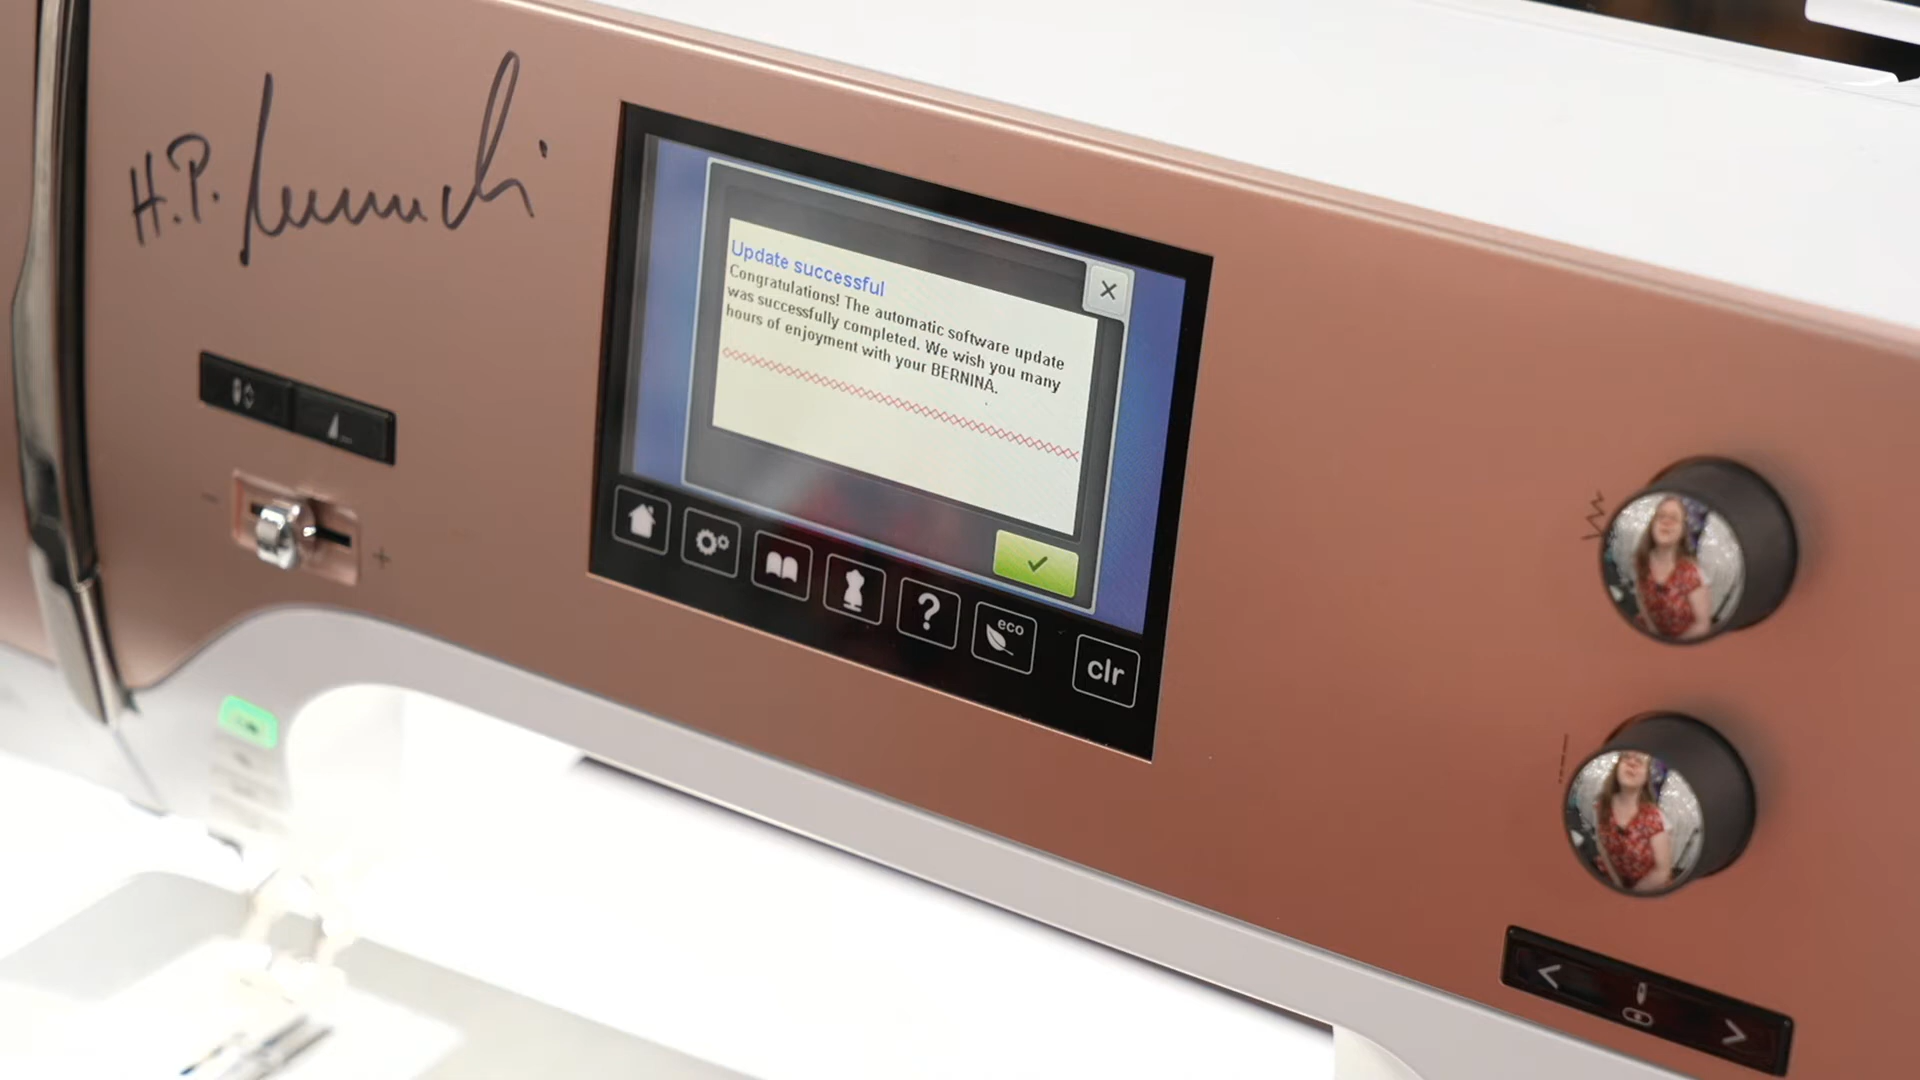 H.P.
Update successful
Congratulations! The automatic software update
was successfully completed. We wish you many
hours of enjoyment with your BERNINA.
eco
?
clr